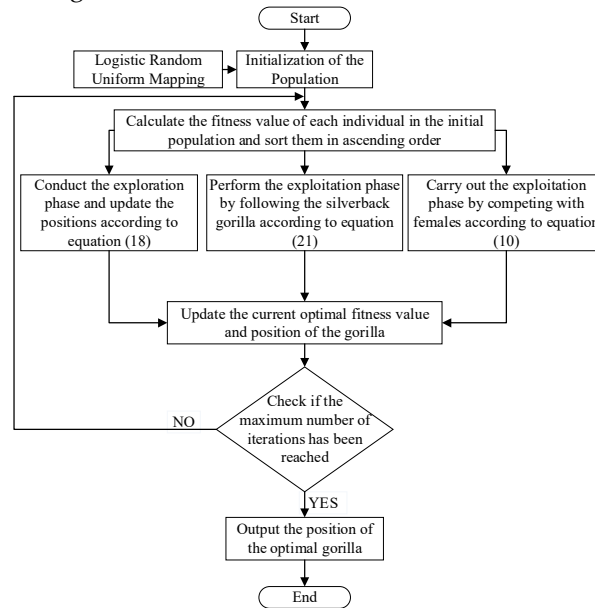 Start
Logistic Random
Uniform Mapping
Initialization of the
Population
Calculate the fitness value of each individual in the initial
population and sort them in ascending order
Conduct the exploration
phase and update the
positions according to
equation (18)
Perform the exploitation phase
by following the silverback
gorilla according to equation
(21)
Carry out the exploitation
phase by competing with
females according to equation
(10)
Update the current optimal fitness value
and position of the gorilla
Check if the
maximum number of
iterations has been
reached
NO
YES
Output the position of
the optimal gorilla
End